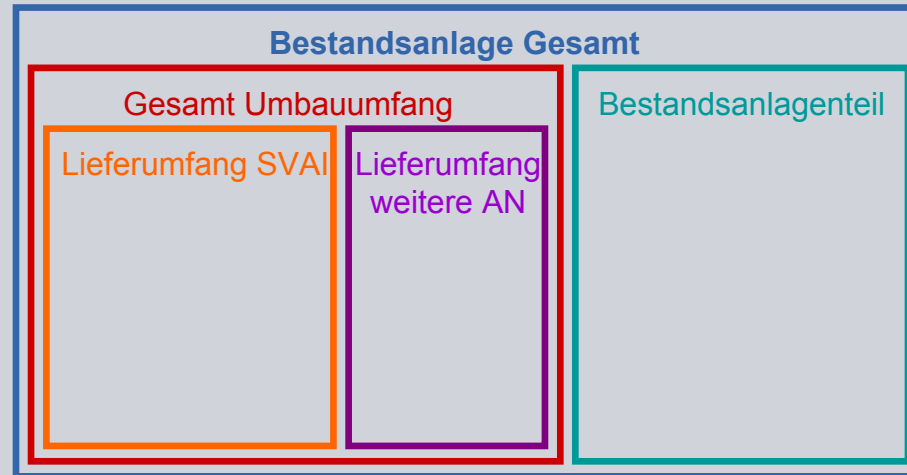 Bestandsanlage Gesamt
Gesamt Umbauumfang
Bestandsanlagenteil
Lieferumfang SVAI
Lieferumfang
weitere AN